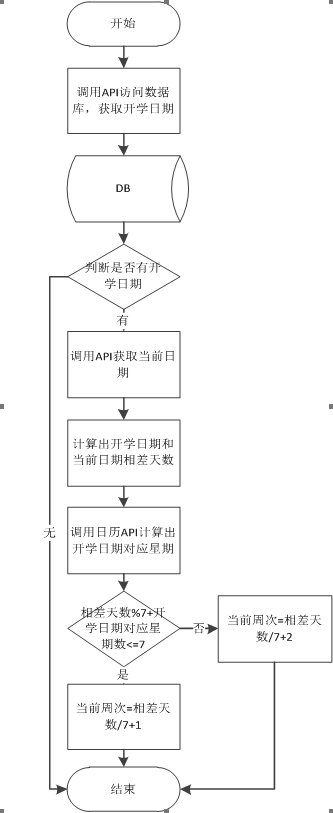 开始
调用API访问数据
库，获取开学日期
DB
判断是否有开
学日期
有
调用API获取当前日
期
计算出开学日期和
当前日期相差天数
无
调用日历API计算出
开学日期对应星期
相差天数%7+开
学日期对应星
期数<=7
否
当前周次=相差天
数/7+2
是
当前周次=相差天
数/7+1
结束